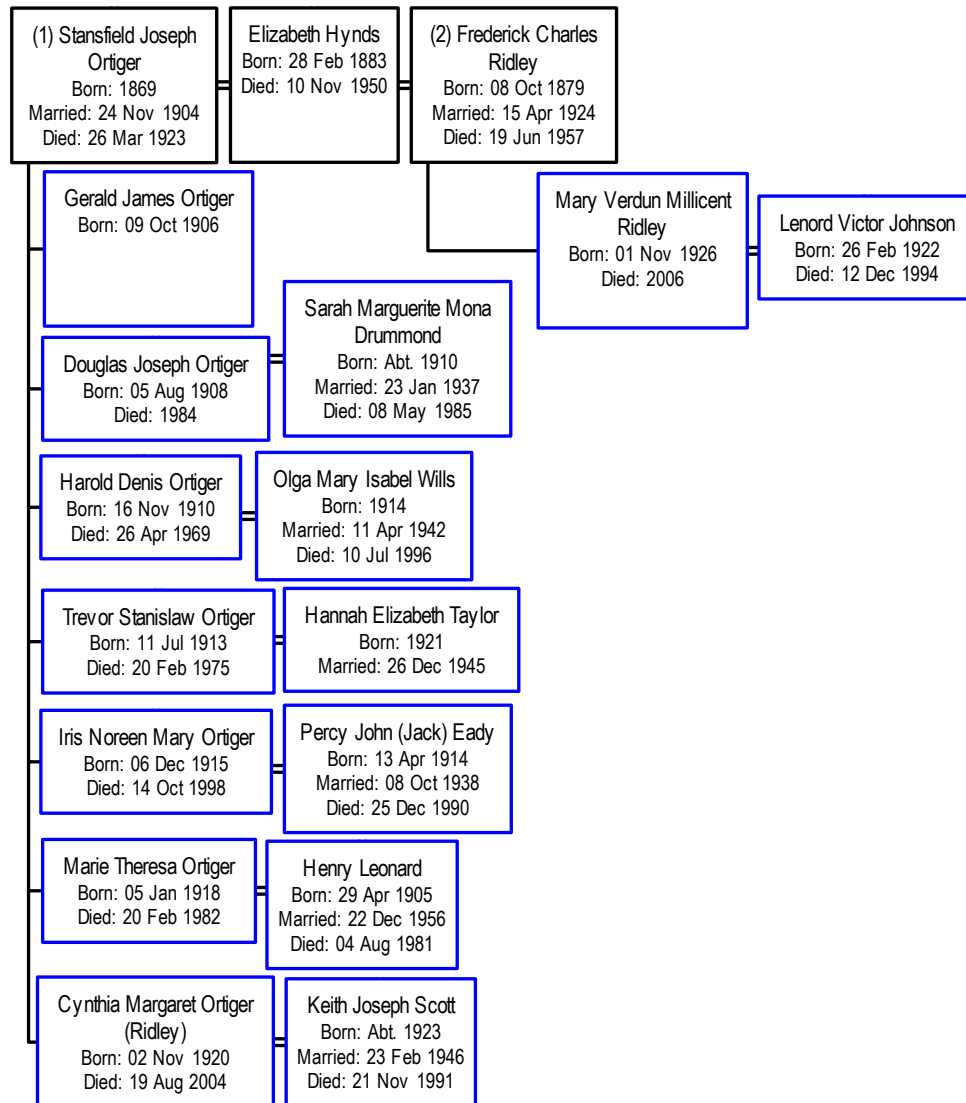 (1) Stansfield Joseph
Ortiger
Born: 1869
Married: 24 Nov 1904
Died: 26 Mar 1923
Elizabeth Hynds
Born: 28 Feb 1883
Died: 10 Nov 1950
(2) Frederick Charles
Ridley
Born: 08 Oct 1879
Married: 15 Apr 1924
Died: 19 Jun 1957
Gerald James Ortiger
Born: 09 Oct 1906
Mary Verdun Millicent
Ridley
Born: 01 Nov 1926
Died: 2006
Lenord Victor Johnson
Born: 26 Feb 1922
Died: 12 Dec 1994
Douglas Joseph Ortiger
Born: 05 Aug 1908
Died: 1984
Sarah Marguerite Mona
Drummond
Born: Abt. 1910
Married: 23 Jan 1937
Died: 08 May 1985
Harold Denis Ortiger
Born: 16 Nov 1910
Died: 26 Apr 1969
Olga Mary Isabel Wills
Born: 1914
Married: 11 Apr 1942
Died: 10 Jul 1996
Trevor Stanislaw Ortiger
Born: 11 Jul 1913
Died: 20 Feb 1975
Hannah Elizabeth Taylor
Born: 1921
Married: 26 Dec 1945
Iris Noreen Mary Ortiger
Born: 06 Dec 1915
Died: 14 Oct 1998
Percy John (Jack) Eady
Born: 13 Apr 1914
Married: 08 Oct 1938
Died: 25 Dec 1990
Marie Theresa Ortiger
Born: 05 Jan 1918
Died: 20 Feb 1982
Henry Leonard
Born: 29 Apr 1905
Married: 22 Dec 1956
Died: 04 Aug 1981
Cynthia Margaret Ortiger
(Ridley)
Born: 02 Nov 1920
Died: 19 Aug 2004
Keith Joseph Scott
Born: Abt. 1923
Married: 23 Feb 1946
Died: 21 Nov 1991